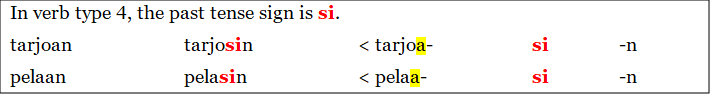 In verb type 4, the past tense sign is si.
tarjoan tarjosin < tarjoa- si -n
pelaan pelasin < pelaa- si -n